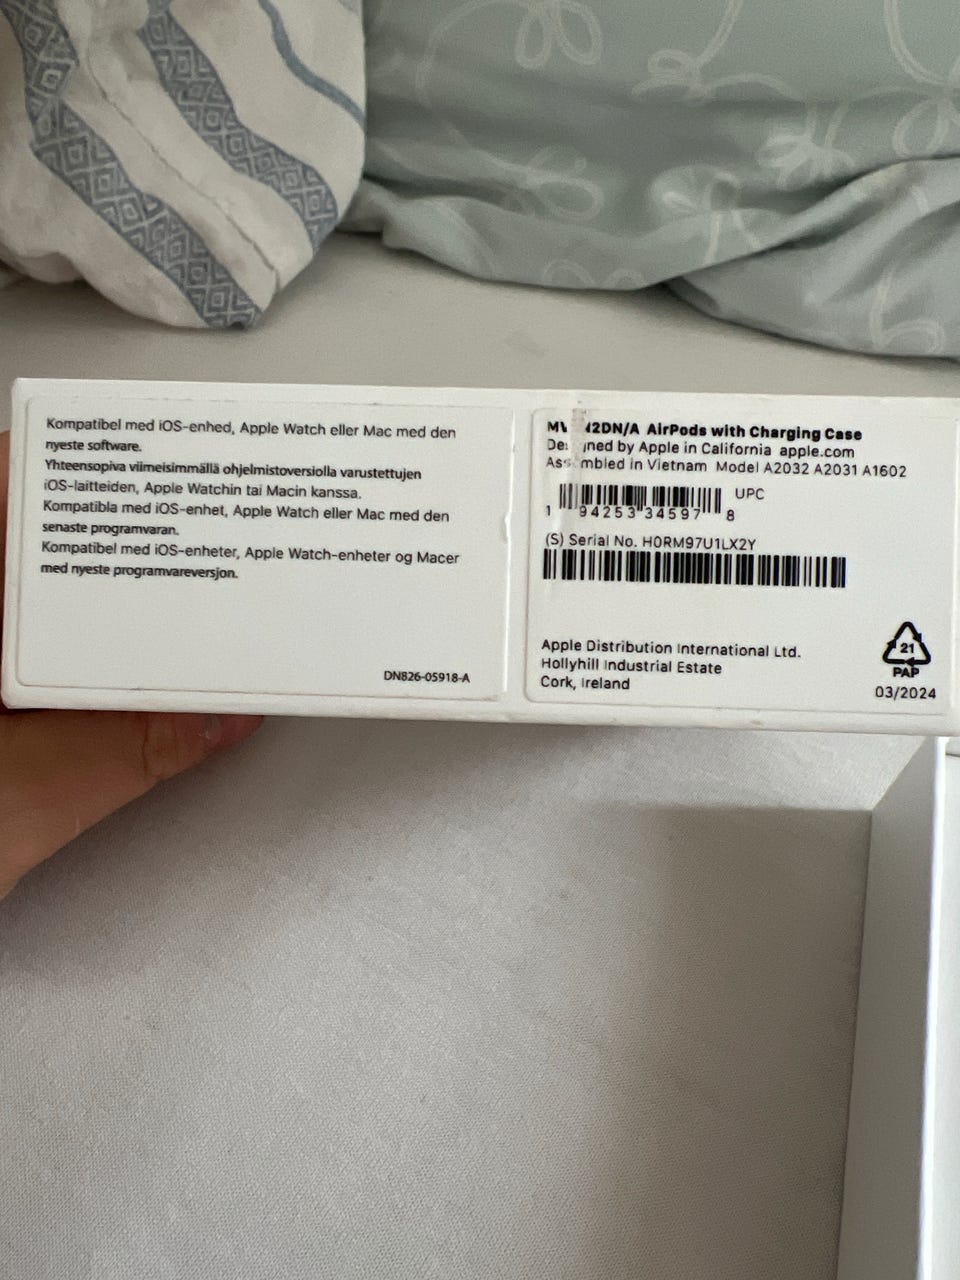 Kompatibel med iOS-enhed, Apple Watch eller Mac med den
nyeste software.
Yhteensopiva viimeisimmällä ohjelmistoversiolla varustettujen
iOS-laitteiden, Apple Watchin tai Macin kanssa.
Kompatibla med iOS-enhet, Apple Watch eller Mac med den
senaste programvaran.
Kompatibel med iOS-enheter, Apple Watch-enheter og Macer
med nyeste programvareversjon.
DN826-05918-A
AirPods with Charging Case
by Apple in California apple.com
in Vietnam Model A2032 A2031 A1602
UPC
1 94253 34597 8
(S) Serial No. H0RM97U1LX2Y
Apple Distribution International Ltd.
Hollyhill Industrial Estate
Cork, Ireland
21
PAP
03/2024